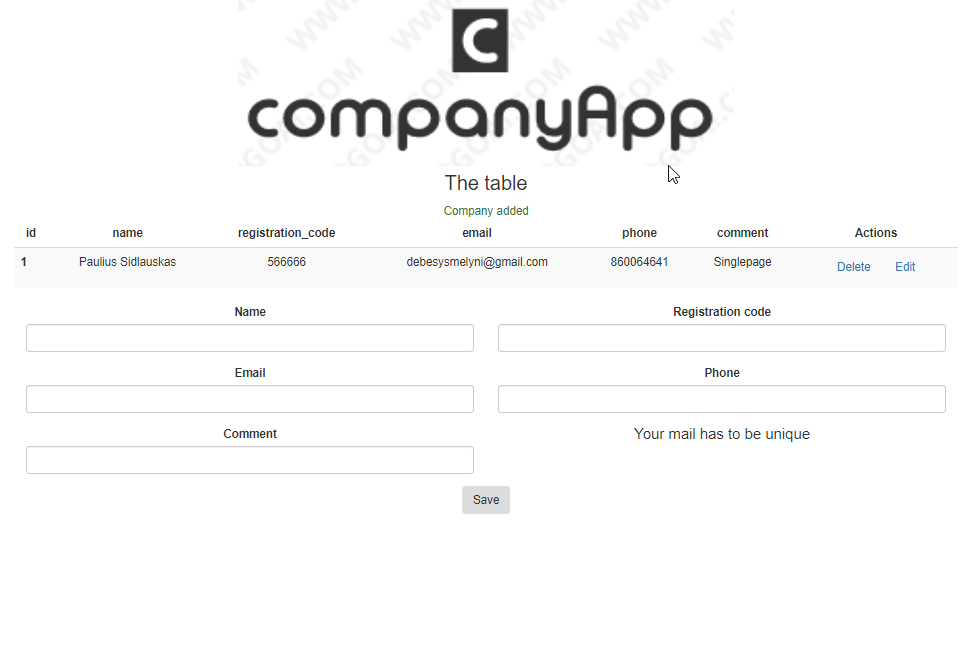 C
companyApp
The table
Company added
id name registration_code email phone comment Actions
1 Paulius Sidlauskas 566666 debesysmelyni@gmail.com 860064641 Singlepage Delete Edit
Name Registration code
Email Phone
Comment Your mail has to be unique
Save